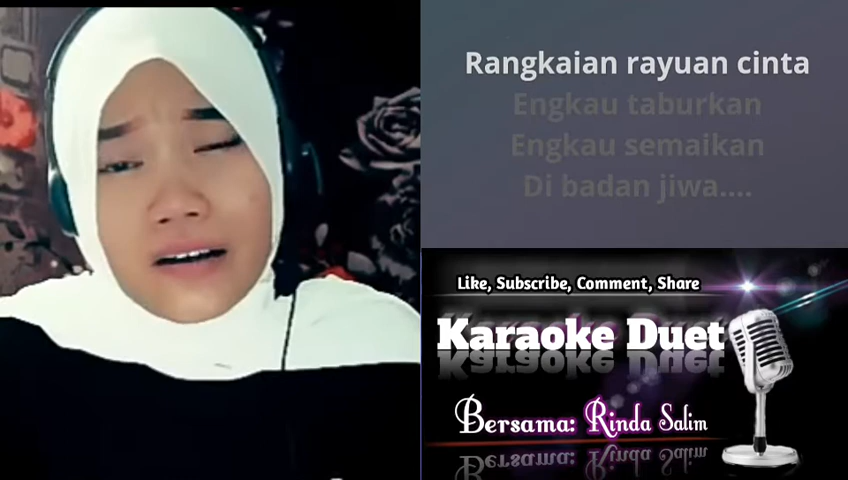 Rangkaian rayuan cinta
Engkau taburkan
Engkau semaikan
Di badan jiwa....
Like, Subscribe, Comment, Share
Karaoke Duet
Bersama: Rinda Salim